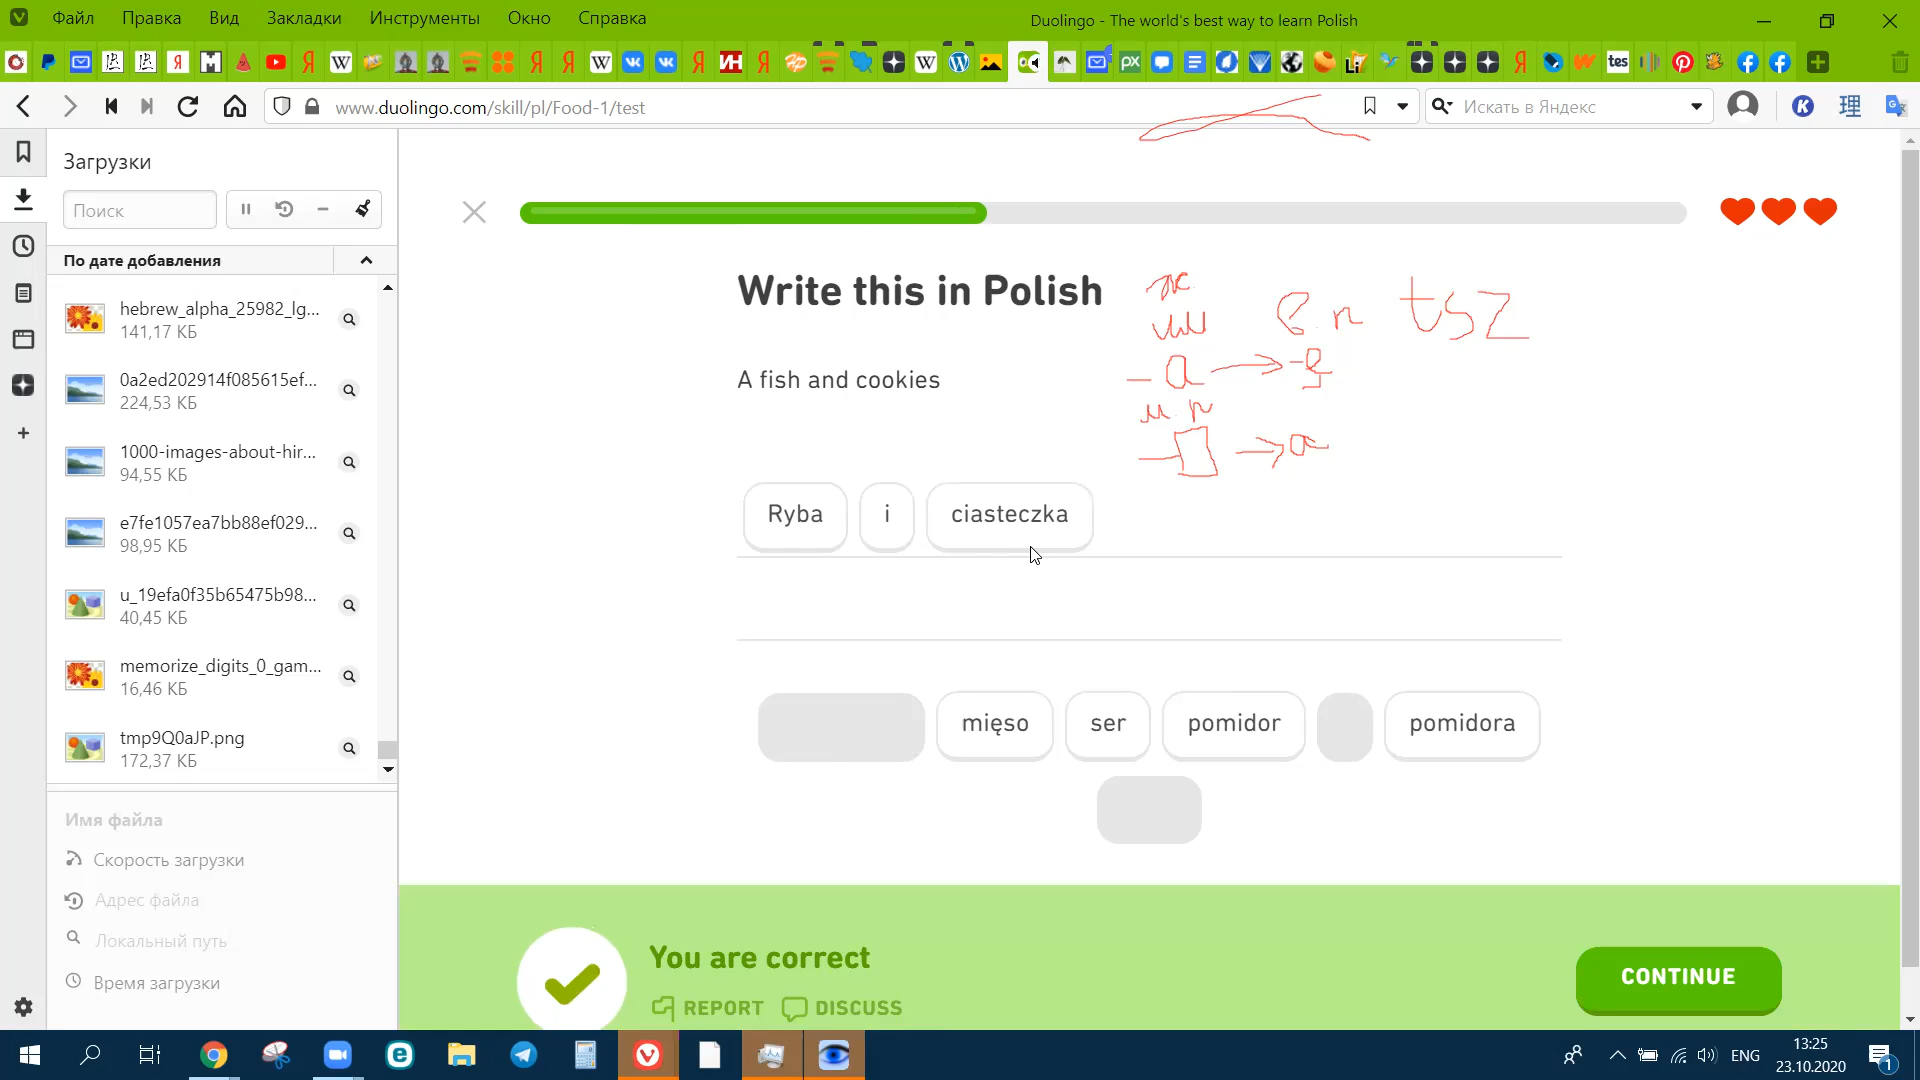 Файл Правка Вид Закладки Инструменты Окно Справка
Duolingo - The world's best way to learn Polish
www.duolingo.com/skill/pl/Food-1/test
Искать в Яндекс
Загрузки
Поиск
По дате добавления
hebrew_alpha_25982_lg...
141,17 КБ
0a2ed202914f085615ef...
224,53 КБ
1000-images-about-hir...
94,55 КБ
e7fe1057ea7bb88ef029...
98,95 КБ
u_19efa0f35b65475b98...
40,45 КБ
memorize_digits_0_gam...
16,46 КБ
tmp9Q0aJP.png
172,37 КБ
Имя файла
Скорость загрузки
Адрес файла
Локальный путь
Время загрузки
Write this in Polish
A fish and cookies
tsz
a
Ryba i ciasteczka
mięso ser pomidor pomidora
You are correct
REPORT DISCUSS
CONTINUE
ENG
13:25
23.10.2020
1